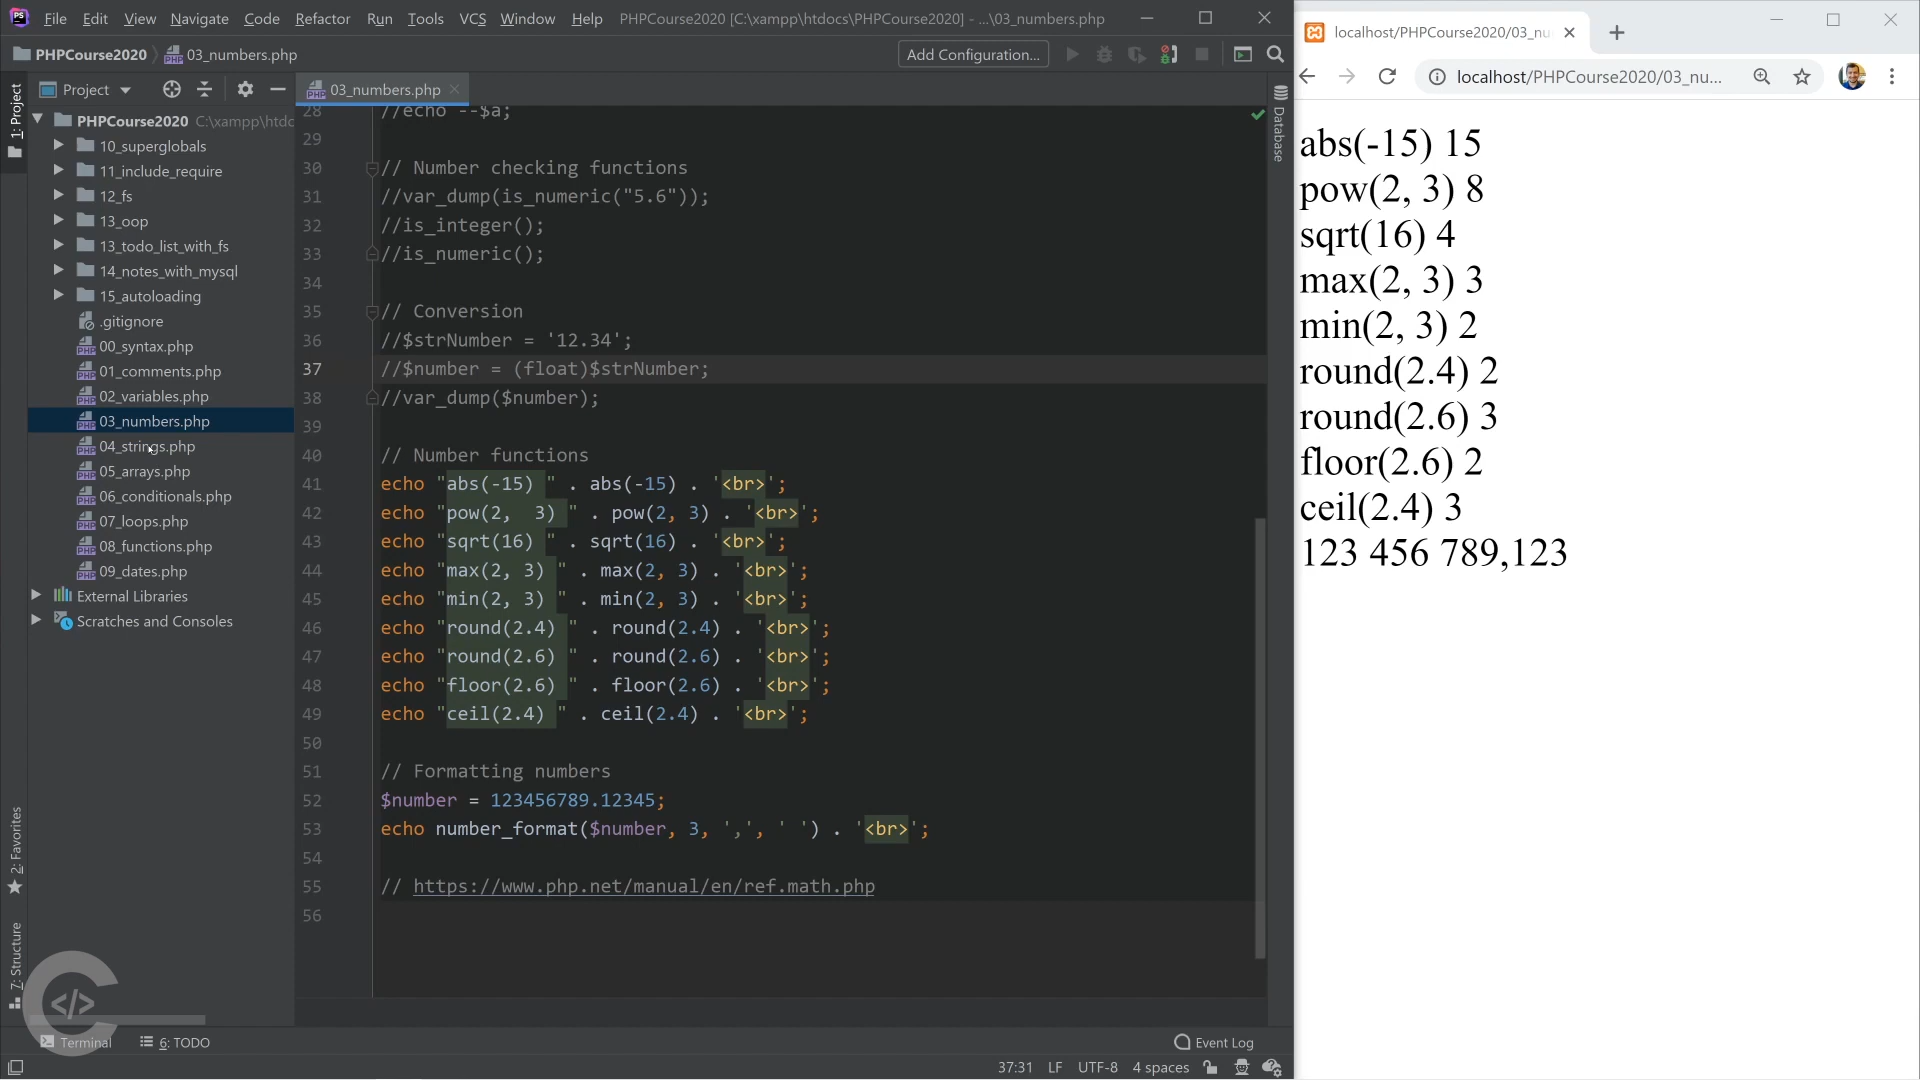 File Edit View Navigate Code Refactor Run Tools VCS Window Help PHPCourse2020 [C:\xampp\htdocs\PHPCourse2020] - ...\03_numbers.php
PHPCourse2020 03_numbers.php Add Configuration...
1: Project
Project
03_numbers.php
PHPCourse2020 C:\xampp\htdc
10_superglobals
11_include_require
12_fs
13_oop
13_todo_list_with_fs
14_notes_with_mysql
15_autoloading
.gitignore
00_syntax.php
01_comments.php
02_variables.php
03_numbers.php
04_strings.php
05_arrays.php
06_conditionals.php
07_loops.php
08_functions.php
09_dates.php
External Libraries
Scratches and Consoles
2: Favorites
7: Structure
28 //echo --$a;
29
30 // Number checking functions
31 //var_dump(is_numeric("5.6"));
32 //is_integer();
33 //is_numeric();
34
35 // Conversion
36 //$strNumber = '12.34';
37 //$number = (float)$strNumber;
38 //var_dump($number);
39
40 // Number functions
41 echo "abs(-15) " . abs(-15) . '<br>';
42 echo "pow(2,  3) " . pow(2, 3) . '<br>';
43 echo "sqrt(16) " . sqrt(16) . '<br>';
44 echo "max(2, 3) " . max(2, 3) . '<br>';
45 echo "min(2, 3) " . min(2, 3) . '<br>';
46 echo "round(2.4) " . round(2.4) . '<br>';
47 echo "round(2.6) " . round(2.6) . '<br>';
48 echo "floor(2.6) " . floor(2.6) . '<br>';
49 echo "ceil(2.4) " . ceil(2.4) . '<br>';
50
51 // Formatting numbers
52 $number = 123456789.12345;
53 echo number_format($number, 3, ',', ' ') . '<br>';
54
55 // https://www.php.net/manual/en/ref.math.php
56
Database
Terminal 6: TODO Event Log
37:31 LF UTF-8 4 spaces
localhost/PHPCourse2020/03_nu
localhost/PHPCourse2020/03_nu...
abs(-15) 15
pow(2, 3) 8
sqrt(16) 4
max(2, 3) 3
min(2, 3) 2
round(2.4) 2
round(2.6) 3
floor(2.6) 2
ceil(2.4) 3
123 456 789,123